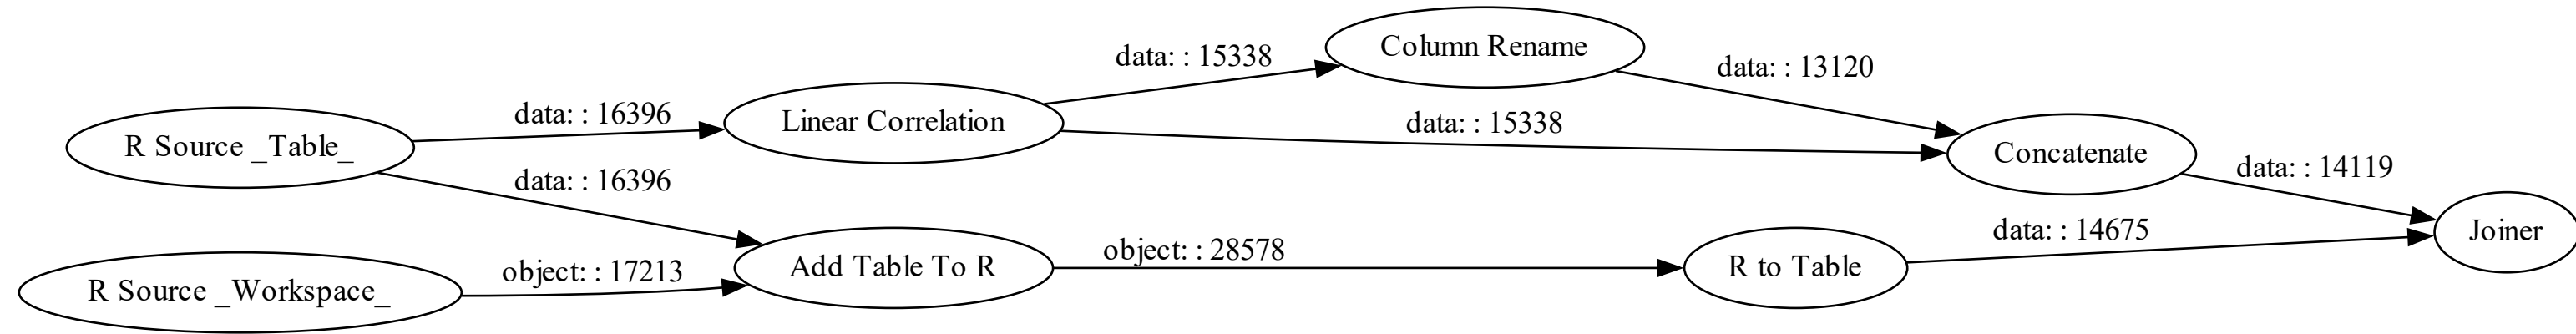 Column Rename
data: : 15338
data: : 13120
data: : 16396
Linear Correlation
data: : 15338
R Source _Table_
Concatenate
data: : 14119
data: : 16396
Joiner
data: : 14675
object: : 28578
Add Table To R
R to Table
object: : 17213
R Source _Workspace_